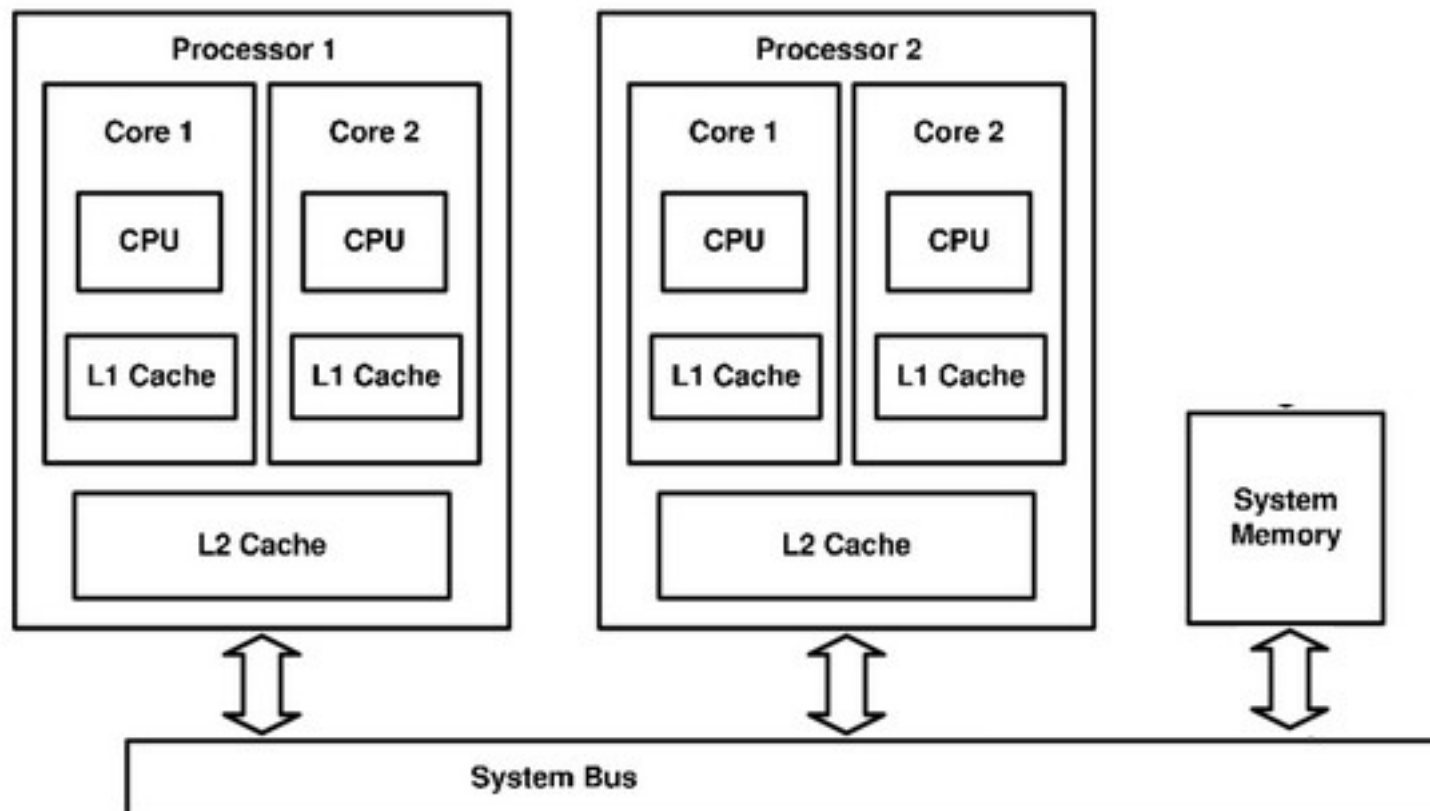 Processor 1
Core 1
CPU
L1 Cache
Core 2
CPU
L1 Cache
L2 Cache
Processor 2
Core 1
CPU
L1 Cache
Core 2
CPU
L1 Cache
L2 Cache
System
Memory
System Bus